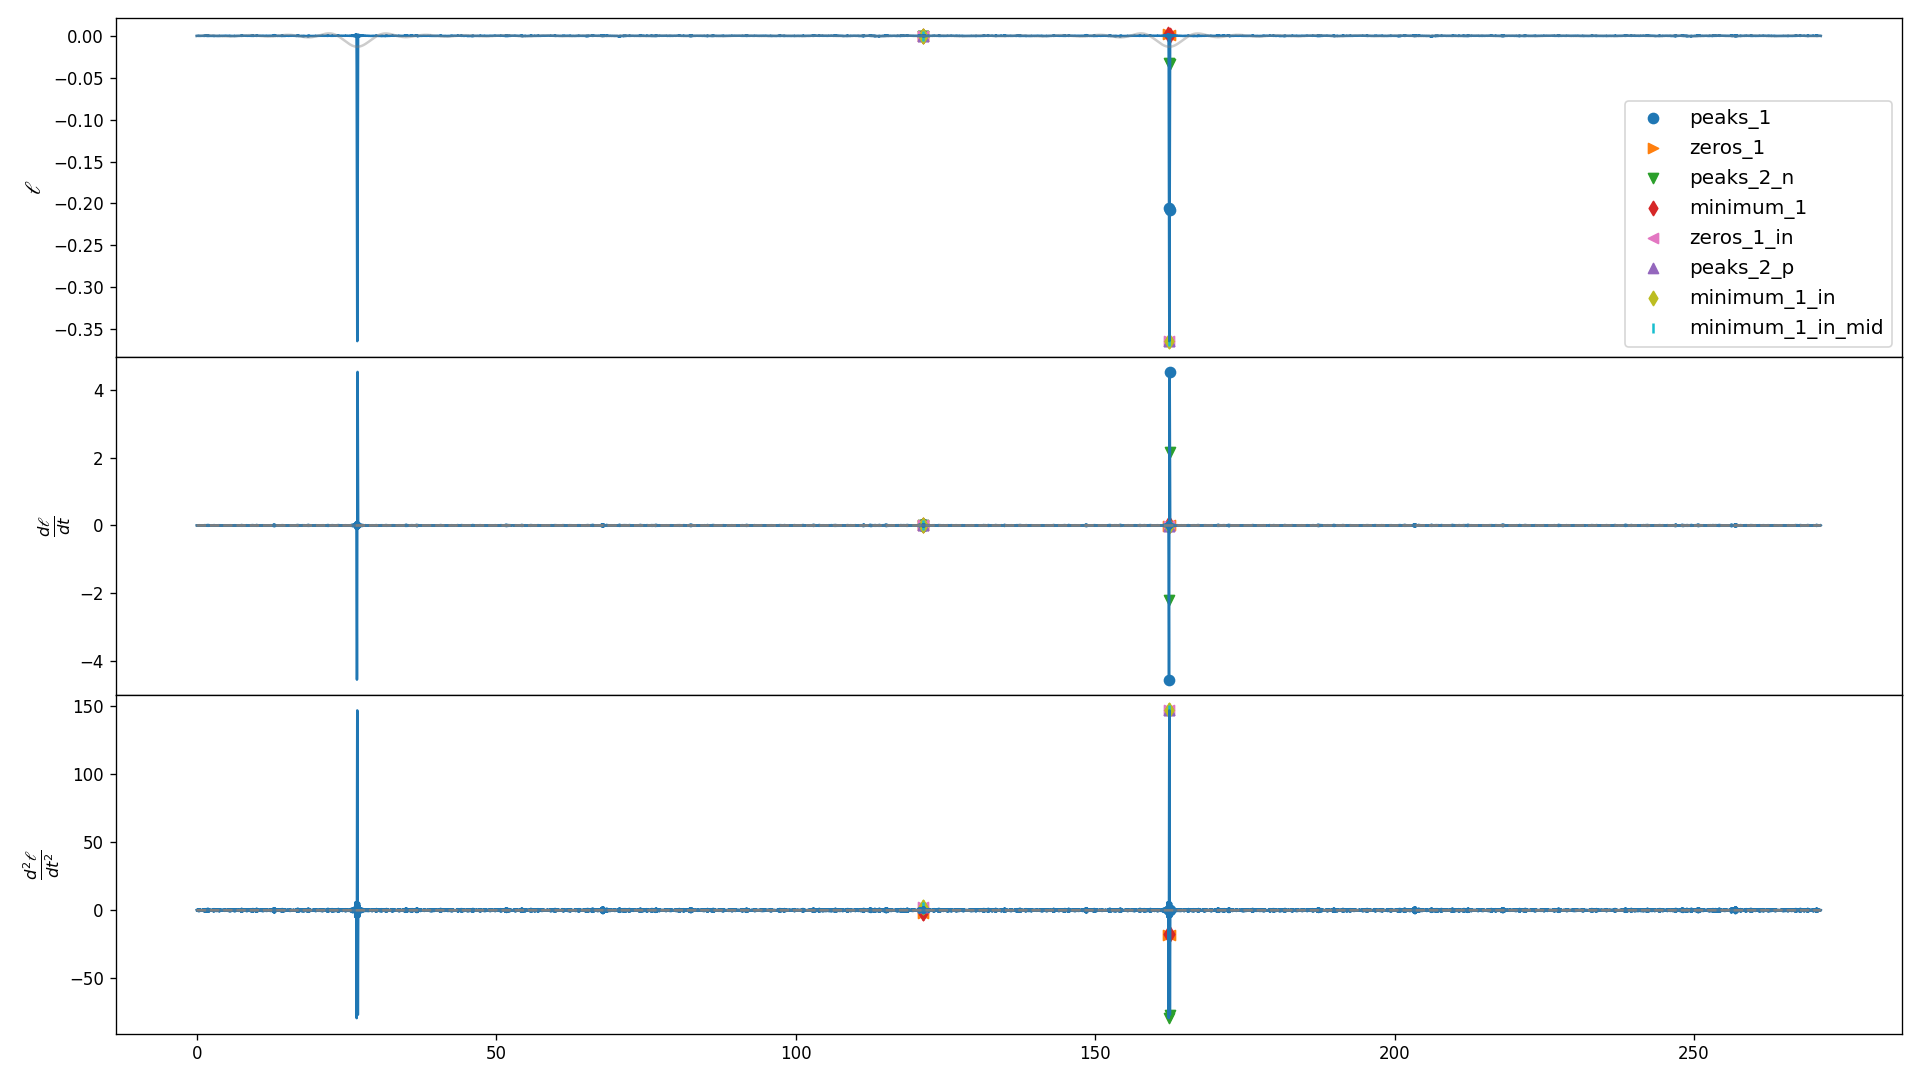 0.00
−0.05
−0.10
−0.15
−0.20
−0.25
−0.30
−0.35
ℓ
peaks_1
zeros_1
peaks_2_n
minimum_1
zeros_1_in
peaks_2_p
minimum_1_in
minimum_1_in_mid
4
2
0
−2
−4
dℓ
dt
150
100
50
0
−50
d²ℓ
dt²
0 50 100 150 200 250